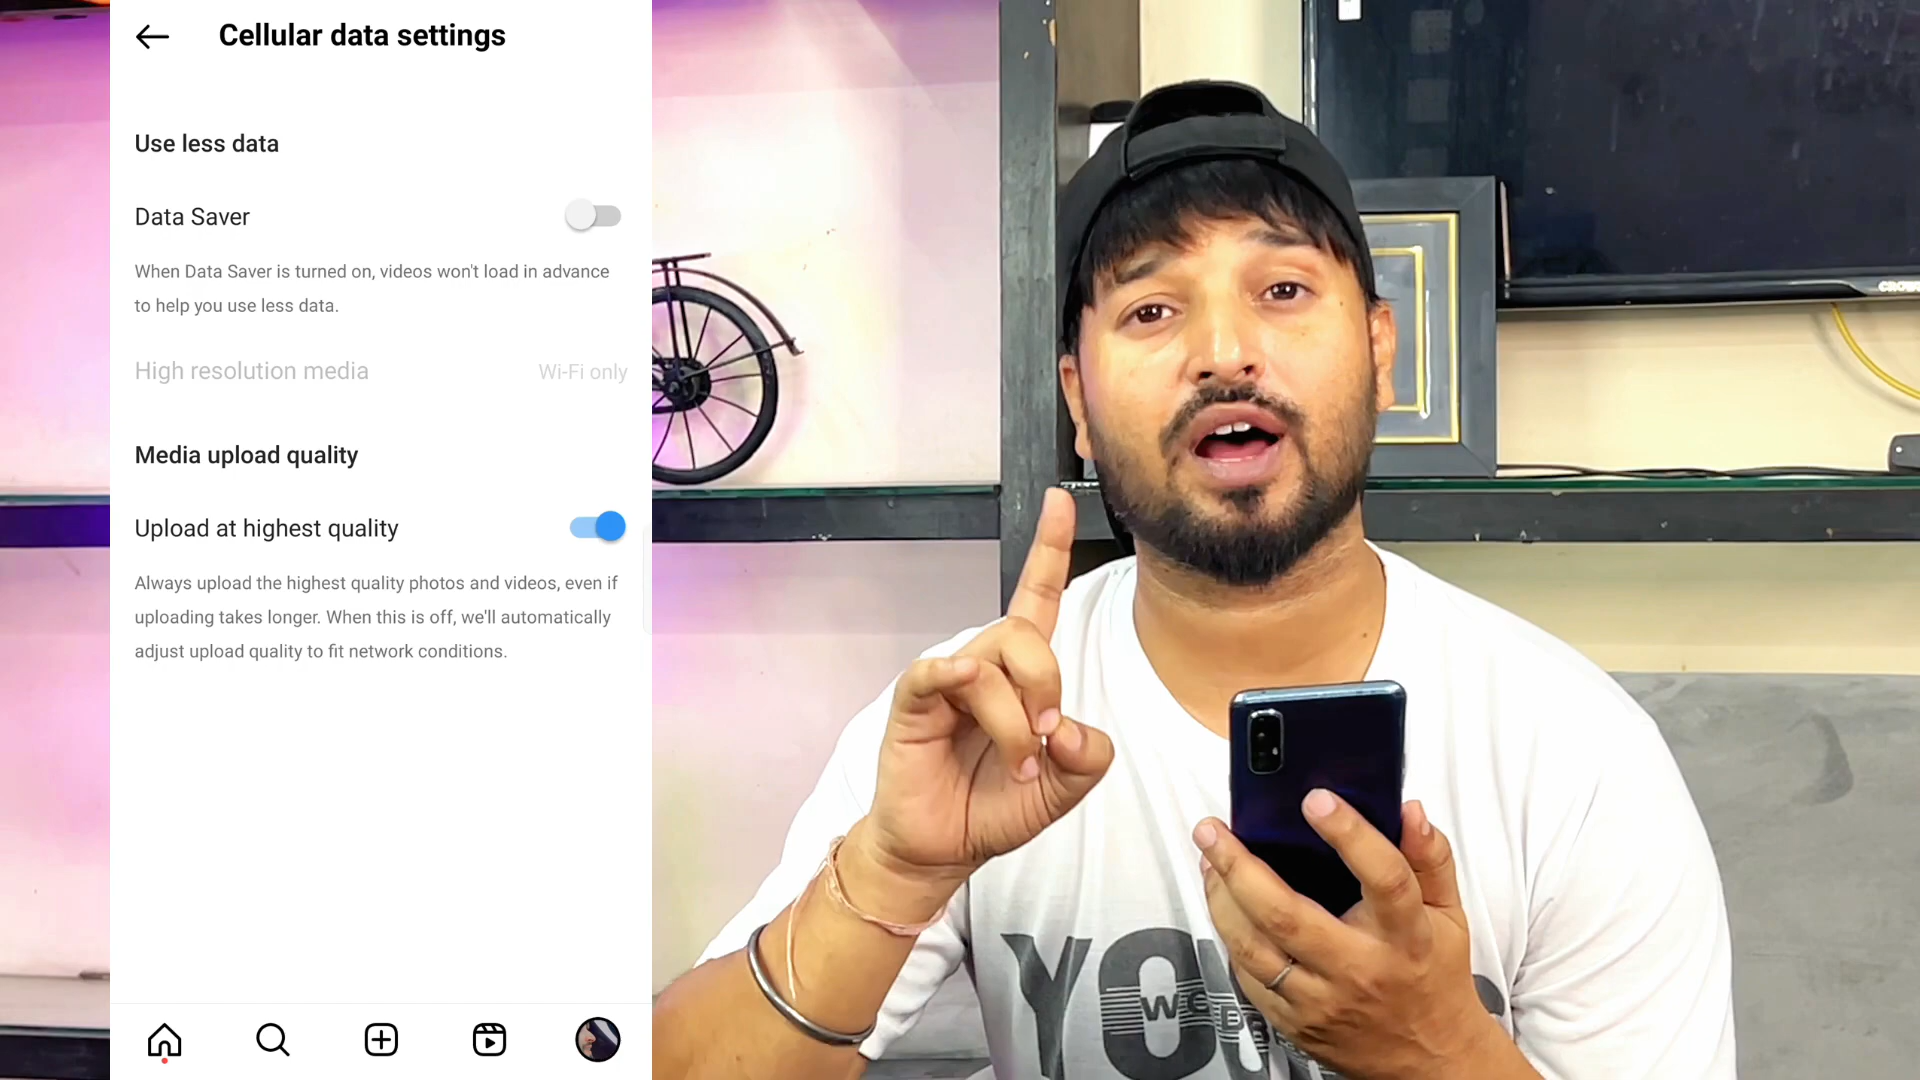 Cellular data settings
Use less data
Data Saver
When Data Saver is turned on, videos won't load in advance
to help you use less data.
High resolution media
Wi-Fi only
Media upload quality
Upload at highest quality
Always upload the highest quality photos and videos, even if
uploading takes longer. When this is off, we'll automatically
adjust upload quality to fit network conditions.